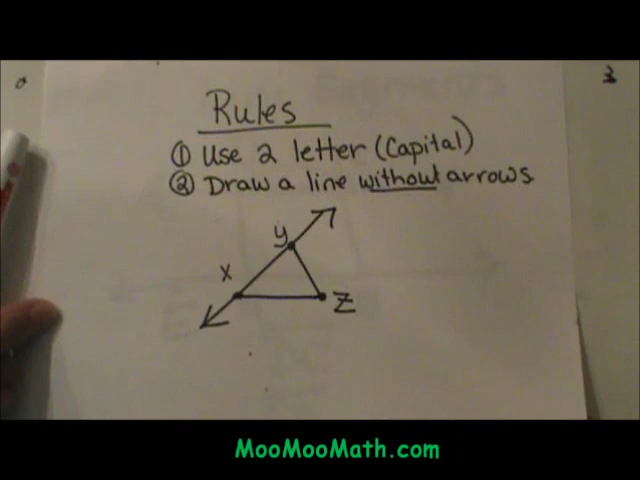 Rules
① Use 2 letter (Capital)
② Draw a line without arrows
y
x
Z
MooMooMath.com